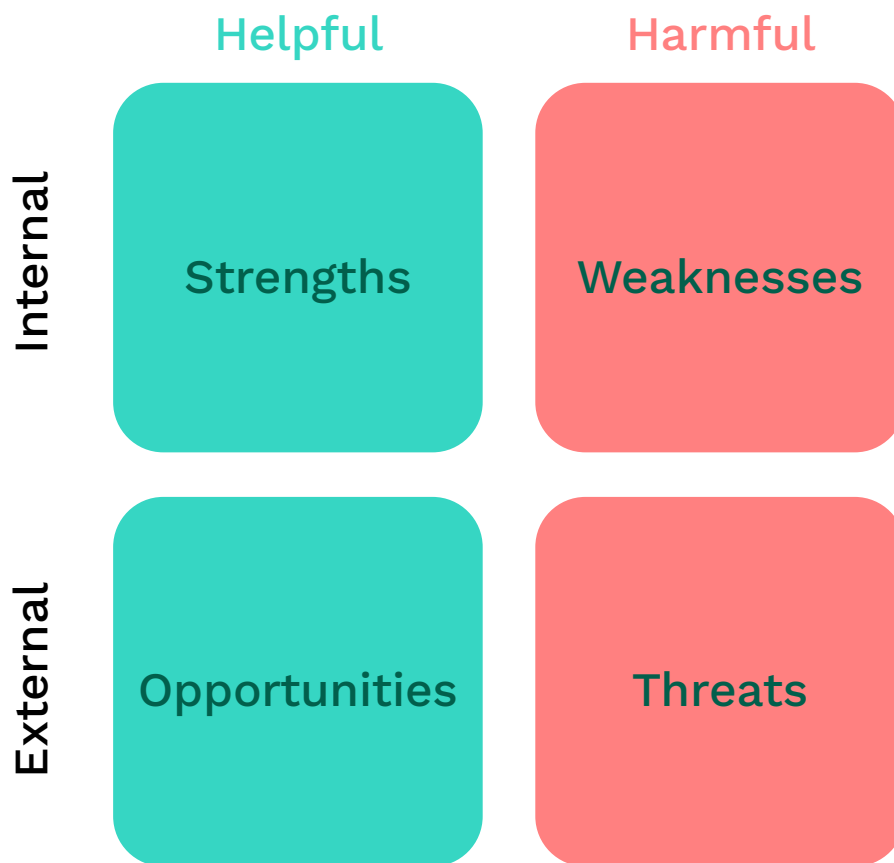 Helpful
Harmful
Internal
Strengths
Weaknesses
External
Opportunities
Threats